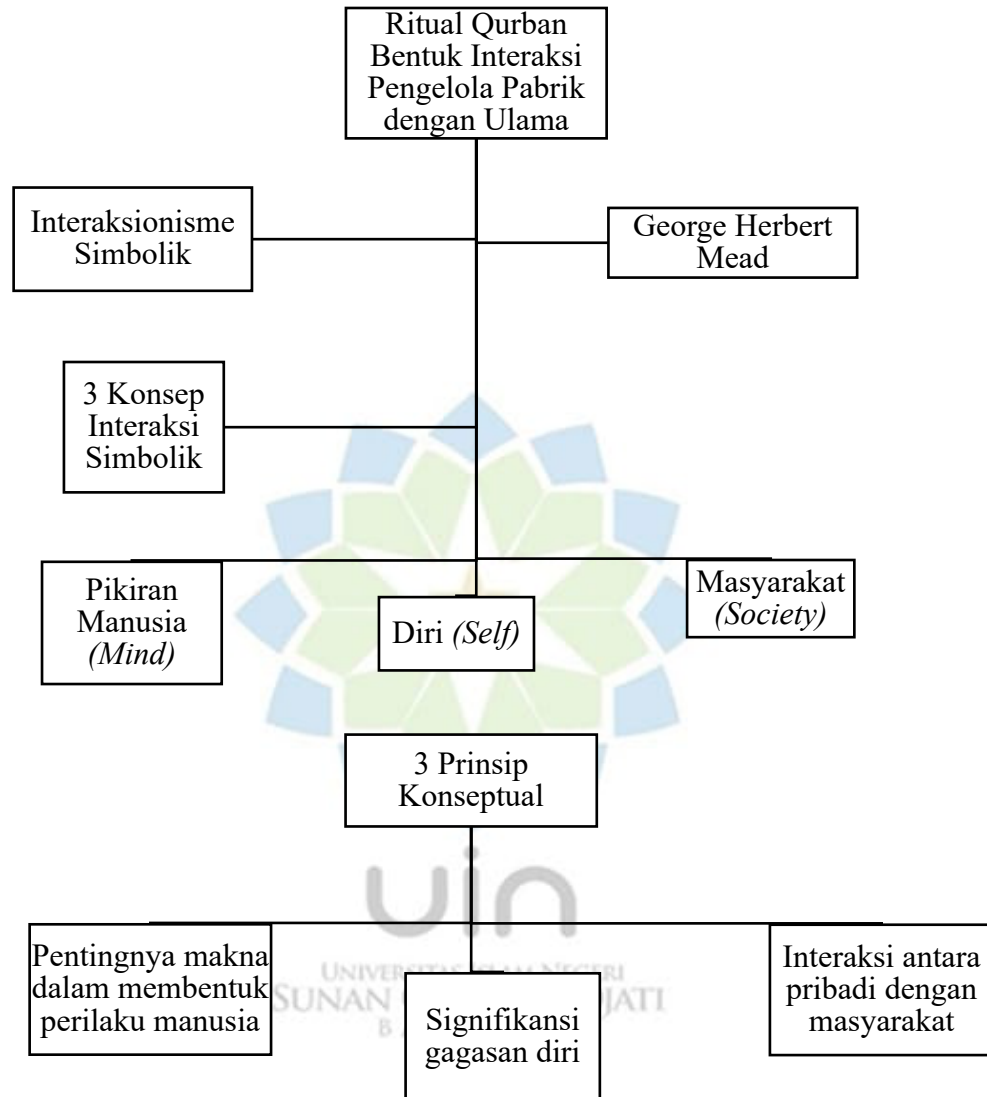 Ritual Qurban
Bentuk Interaksi
Pengelola Pabrik
dengan Ulama
Interaksionisme
Simbolik
George Herbert
Mead
3 Konsep
Interaksi
Simbolik
Pikiran
Manusia
(Mind)
Diri (Self)
Masyarakat
(Society)
3 Prinsip
Konseptual
uin
Pentingnya makna
dalam membentuk
perilaku manusia
Signifikansi
gagasan diri
Interaksi antara
pribadi dengan
masyarakat
SUNAN